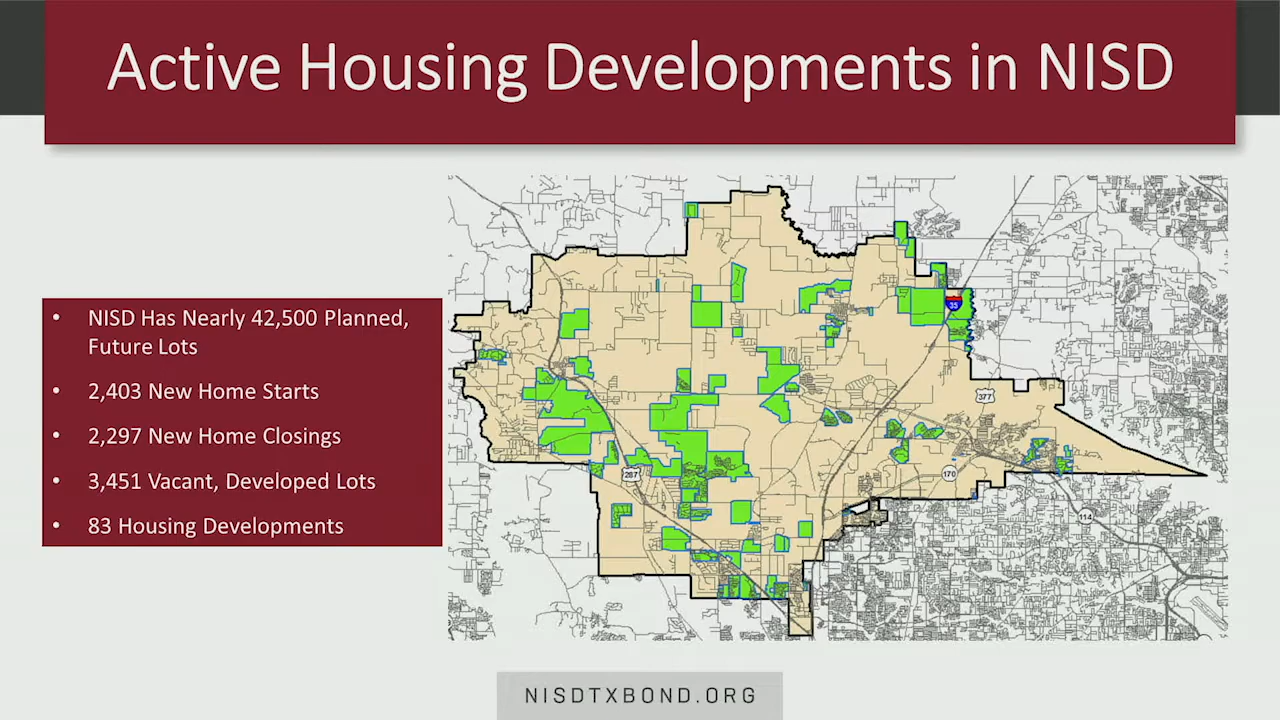 Active Housing Developments in NISD
• NISD Has Nearly 42,500 Planned,
Future Lots
• 2,403 New Home Starts
• 2,297 New Home Closings
• 3,451 Vacant, Developed Lots
• 83 Housing Developments
35
377
287
170
114
NISDTXBOND.ORG